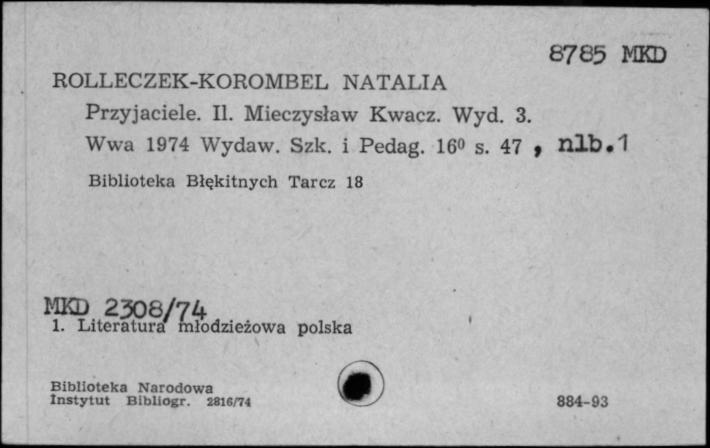 8785 MKD
ROLLECZEK-KOROMBEL NATALIA
Przyjaciele. Il. Mieczysław Kwacz. Wyd. 3.
Wwa 1974 Wydaw. Szk. i Pedag. 16⁰ s. 47 , nlb.1
Biblioteka Błękitnych Tarcz 18
MKD 2308/74
1. Literatura młodzieżowa polska
Biblioteka Narodowa
Instytut Bibliogr. 2816/74
884-93